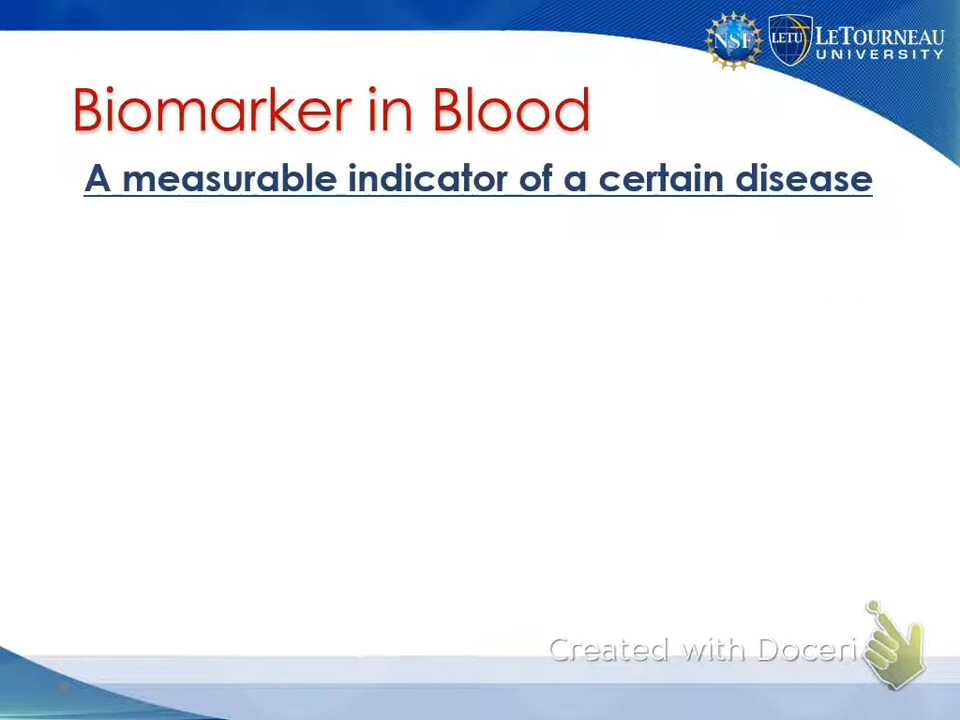 NSF
LETU
LETOURNEAU
UNIVERSITY
Biomarker in Blood
A measurable indicator of a certain disease
Created with Doceri